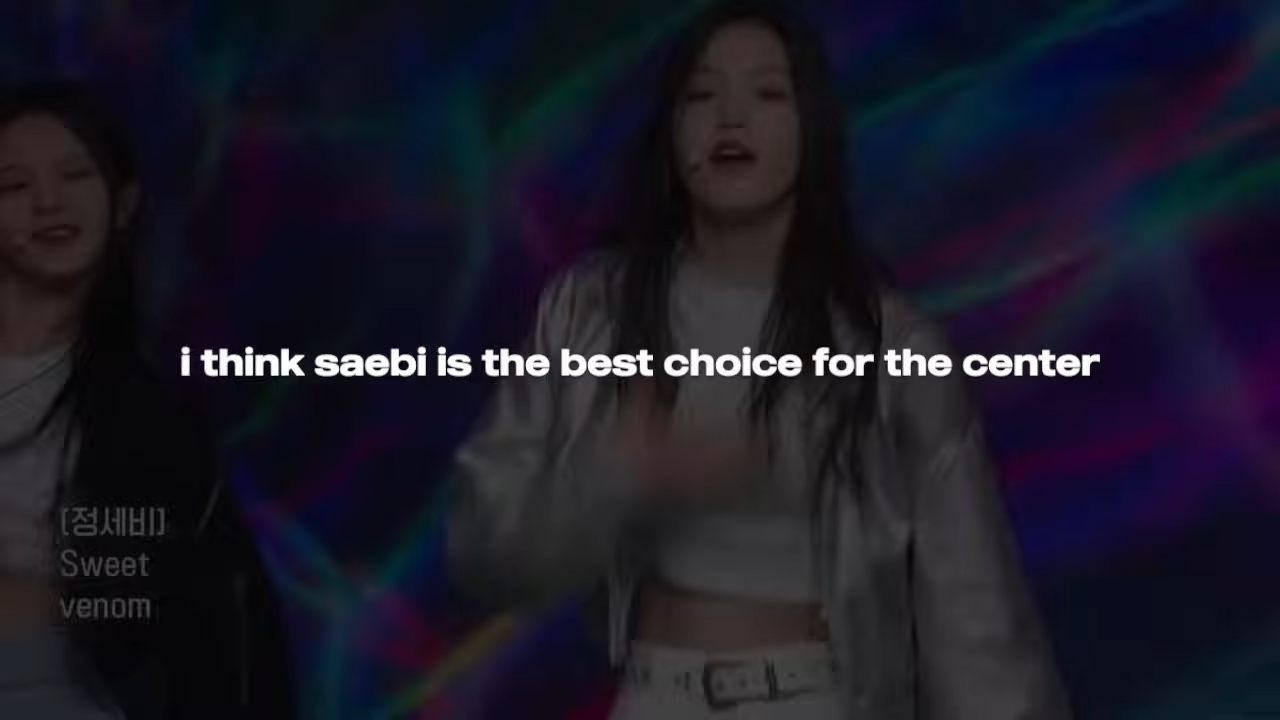 i think saebi is the best choice for the center
[정세비]
Sweet
venom